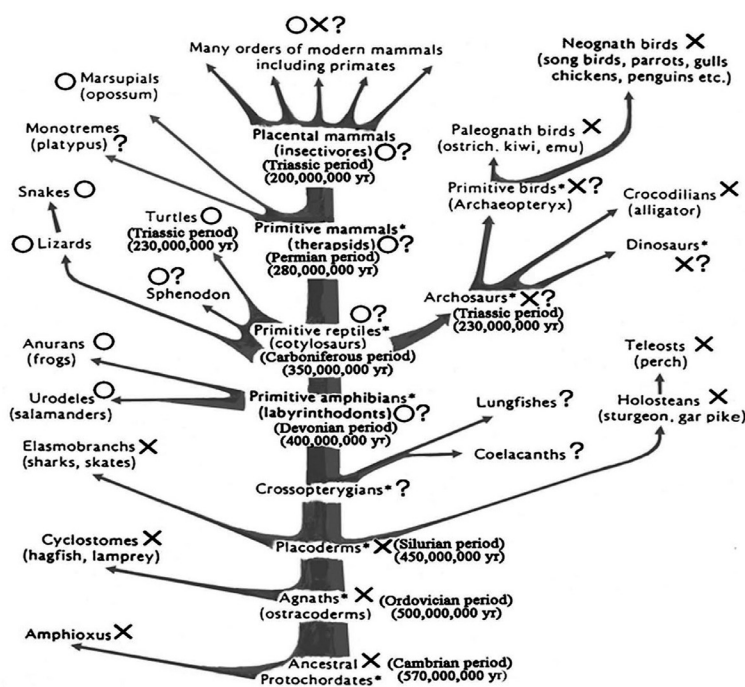 ○×?
Many orders of modern mammals
including primates
Neognath birds ×
(song birds, parrots, gulls
chickens, penguins etc.)
○ Marsupials
(opossum)
Monotremes
(platypus) ?
Placental mammals
(insectivores) ○?
(Triassic period)
(200,000,000 yr)
Paleognath birds ×
(ostrich. kiwi, emu)
Snakes ○
○ Lizards
Turtles ○
(Triassic period)
(230,000,000 yr)
Primitive mammals*
(therapsids) ○?
(Permian period)
(280,000,000 yr)
Primitive birds* ×?
(Archaeopteryx)
Crocodilians ×
(alligator)
Dinosaurs*
×?
○?
Sphenodon
○?
Primitive reptiles*
(cotylosaurs)
(Carboniferous period)
(350,000,000 yr)
Archosaurs* ×?
(Triassic period)
(230,000,000 yr)
Anurans ○
(frogs)
Urodeles ○
(salamanders)
Primitive amphibians*
(labyrinthodonts) ○?
(Devonian period)
(400,000,000 yr)
Teleosts ×
(perch)
Holosteans ×
(sturgeon, gar pike)
Lungfishes ?
Coelacanths ?
Crossopterygians* ?
Elasmobranchs ×
(sharks, skates)
Placoderms* × (Silurian period)
(450,000,000 yr)
Cyclostomes ×
(hagfish, lamprey)
Agnaths* × (Ordovician period)
(ostracoderms) (500,000,000 yr)
Amphioxus ×
Ancestral × (Cambrian period)
Protochordates* (570,000,000 yr)